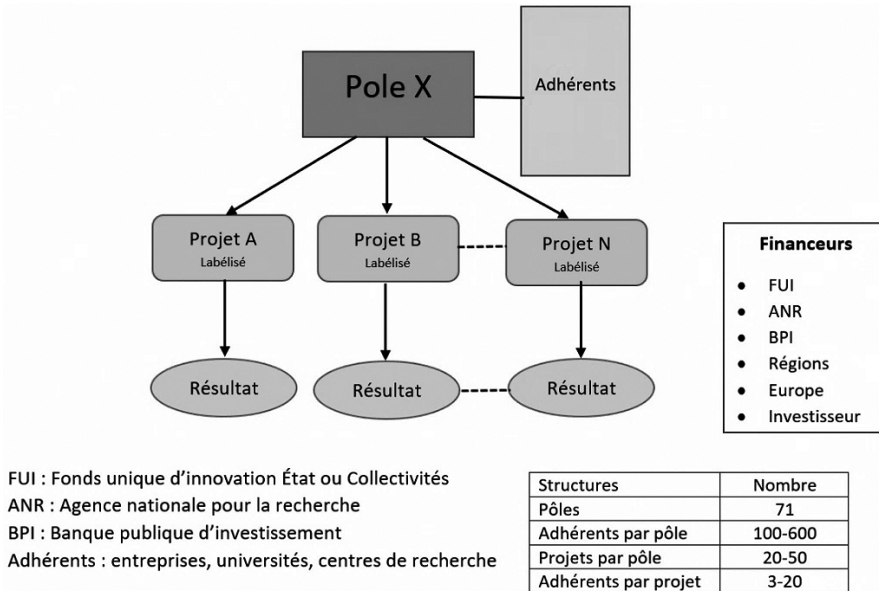 Pole X
Adhérents
Projet A
Labélisé
Projet B
Labélisé
Projet N
Labélisé
Résultat
Résultat
Résultat
Financeurs
• FUI
• ANR
• BPI
• Régions
• Europe
• Investisseur
FUI : Fonds unique d’innovation État ou Collectivités
ANR : Agence nationale pour la recherche
BPI : Banque publique d’investissement
Adhérents : entreprises, universités, centres de recherche
Structures Nombre
Pôles 71
Adhérents par pôle 100-600
Projets par pôle 20-50
Adhérents par projet 3-20